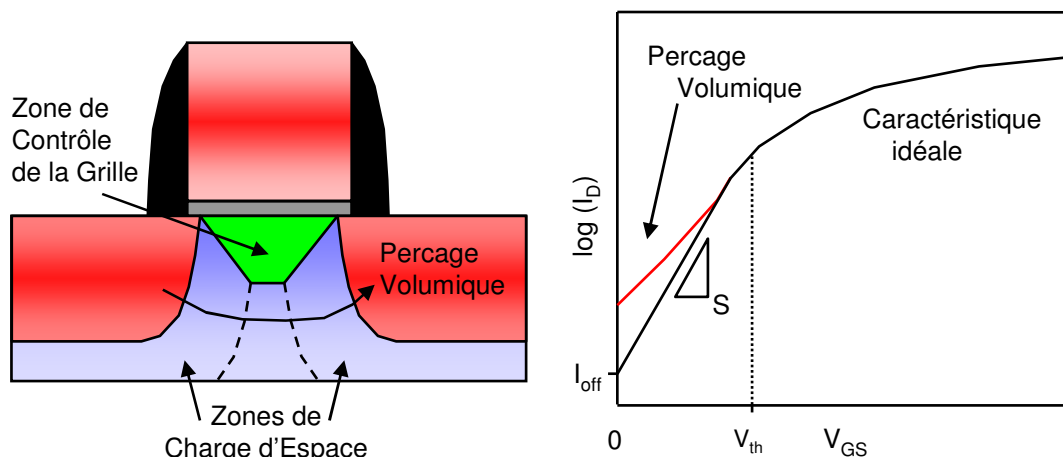 Zone de
Contrôle
de la Grille
Percage
Volumique
Zones de
Charge d'Espace
log (I_D)
Percage
Volumique
Caractéristique
idéale
S
I_off
0
V_th
V_GS